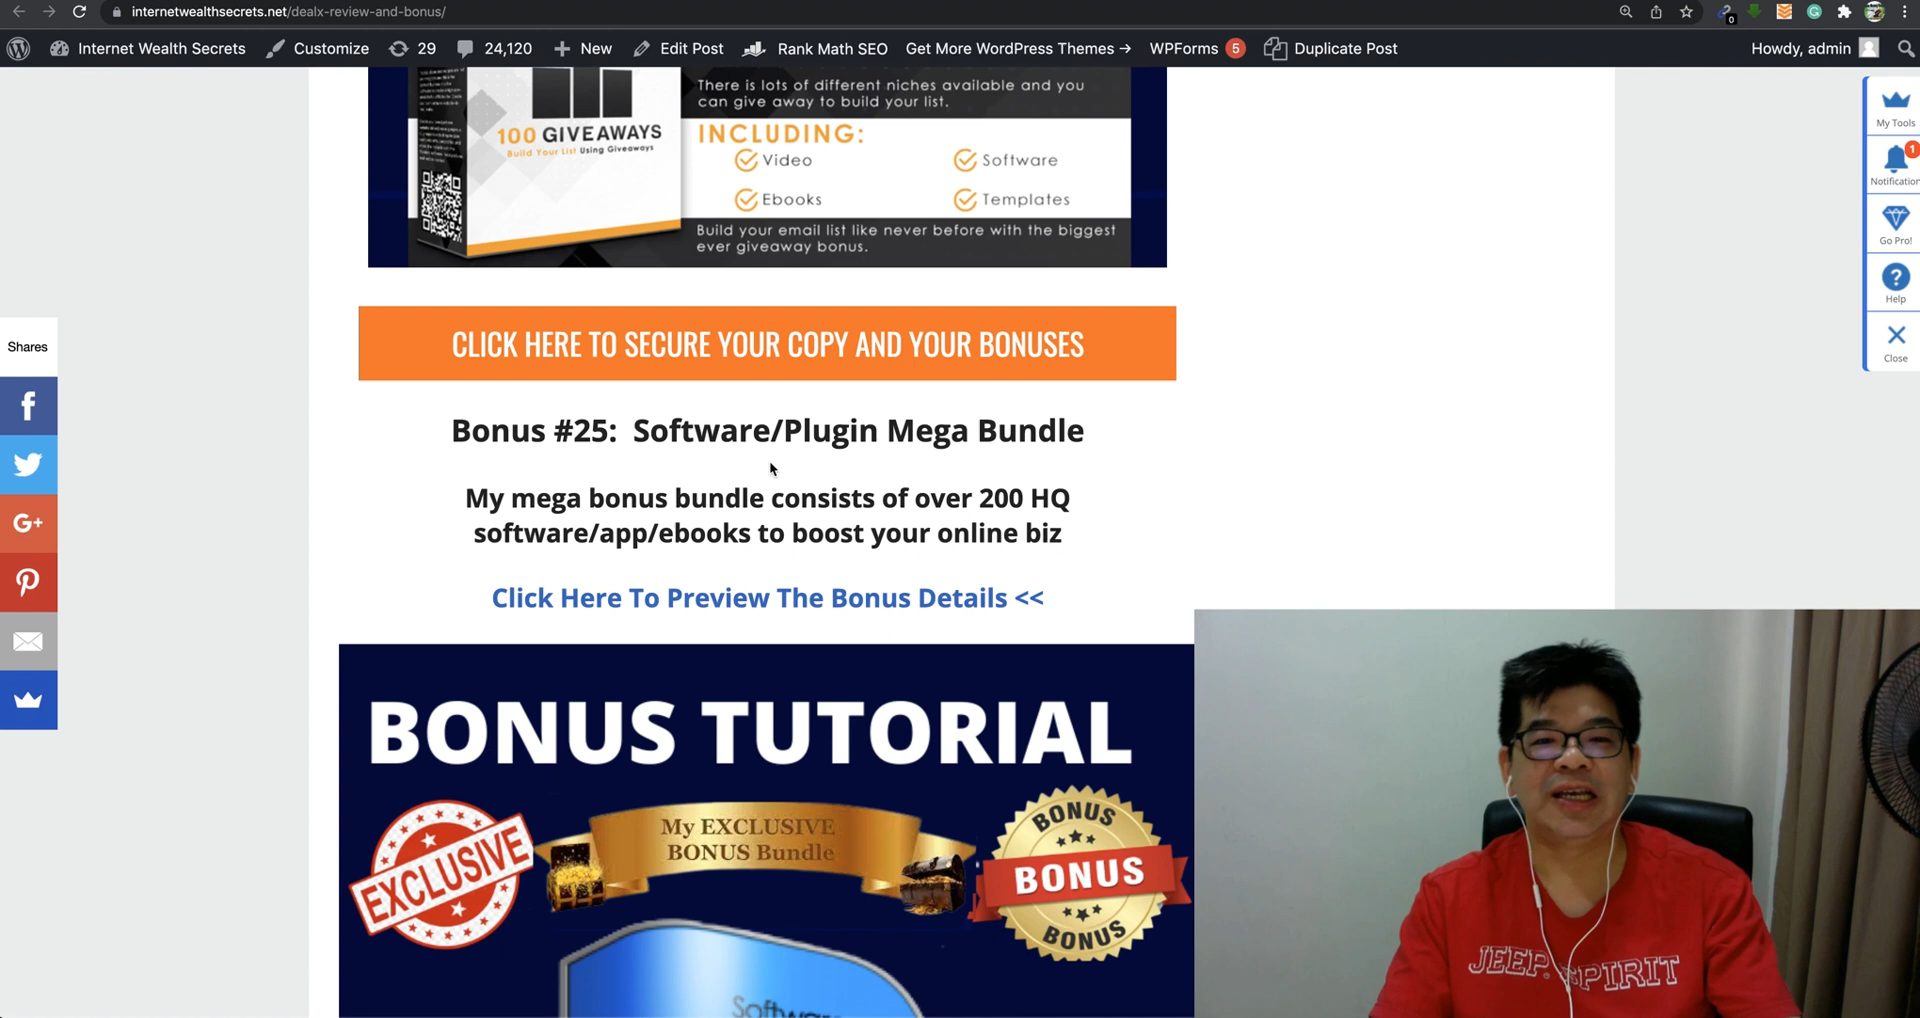 internetwealthsecrets.net/dealx-review-and-bonus/
0
Internet Wealth Secrets
Customize
29
24,120
New
Edit Post
Rank Math SEO
Get More WordPress Themes →
WPForms 5
Duplicate Post
Howdy, admin
There is lots of different niches available and you
can give away to build your list.
100 GIVEAWAYS
Build Your List Using Giveaways
INCLUDING:
Video
Software
Ebooks
Templates
Build your email list like never before with the biggest
ever giveaway bonus.
My Tools
1
Notification
Go Pro!
Help
Close
CLICK HERE TO SECURE YOUR COPY AND YOUR BONUSES
Shares
Bonus #25: Software/Plugin Mega Bundle
My mega bonus bundle consists of over 200 HQ
software/app/ebooks to boost your online biz
Click Here To Preview The Bonus Details <<
BONUS TUTORIAL
EXCLUSIVE
My EXCLUSIVE
BONUS Bundle
BONUS
BONUS
BONUS
JEEP SPIRIT